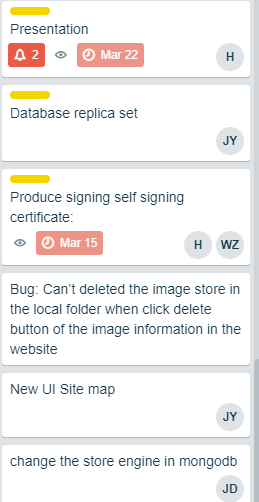 Presentation
2 Mar 22 H
Database replica set
JY
Produce signing self signing
certificate:
Mar 15 H WZ
Bug: Can't deleted the image store in
the local folder when click delete
button of the image information in the
website
New UI Site map
JY
change the store engine in mongodb
JD